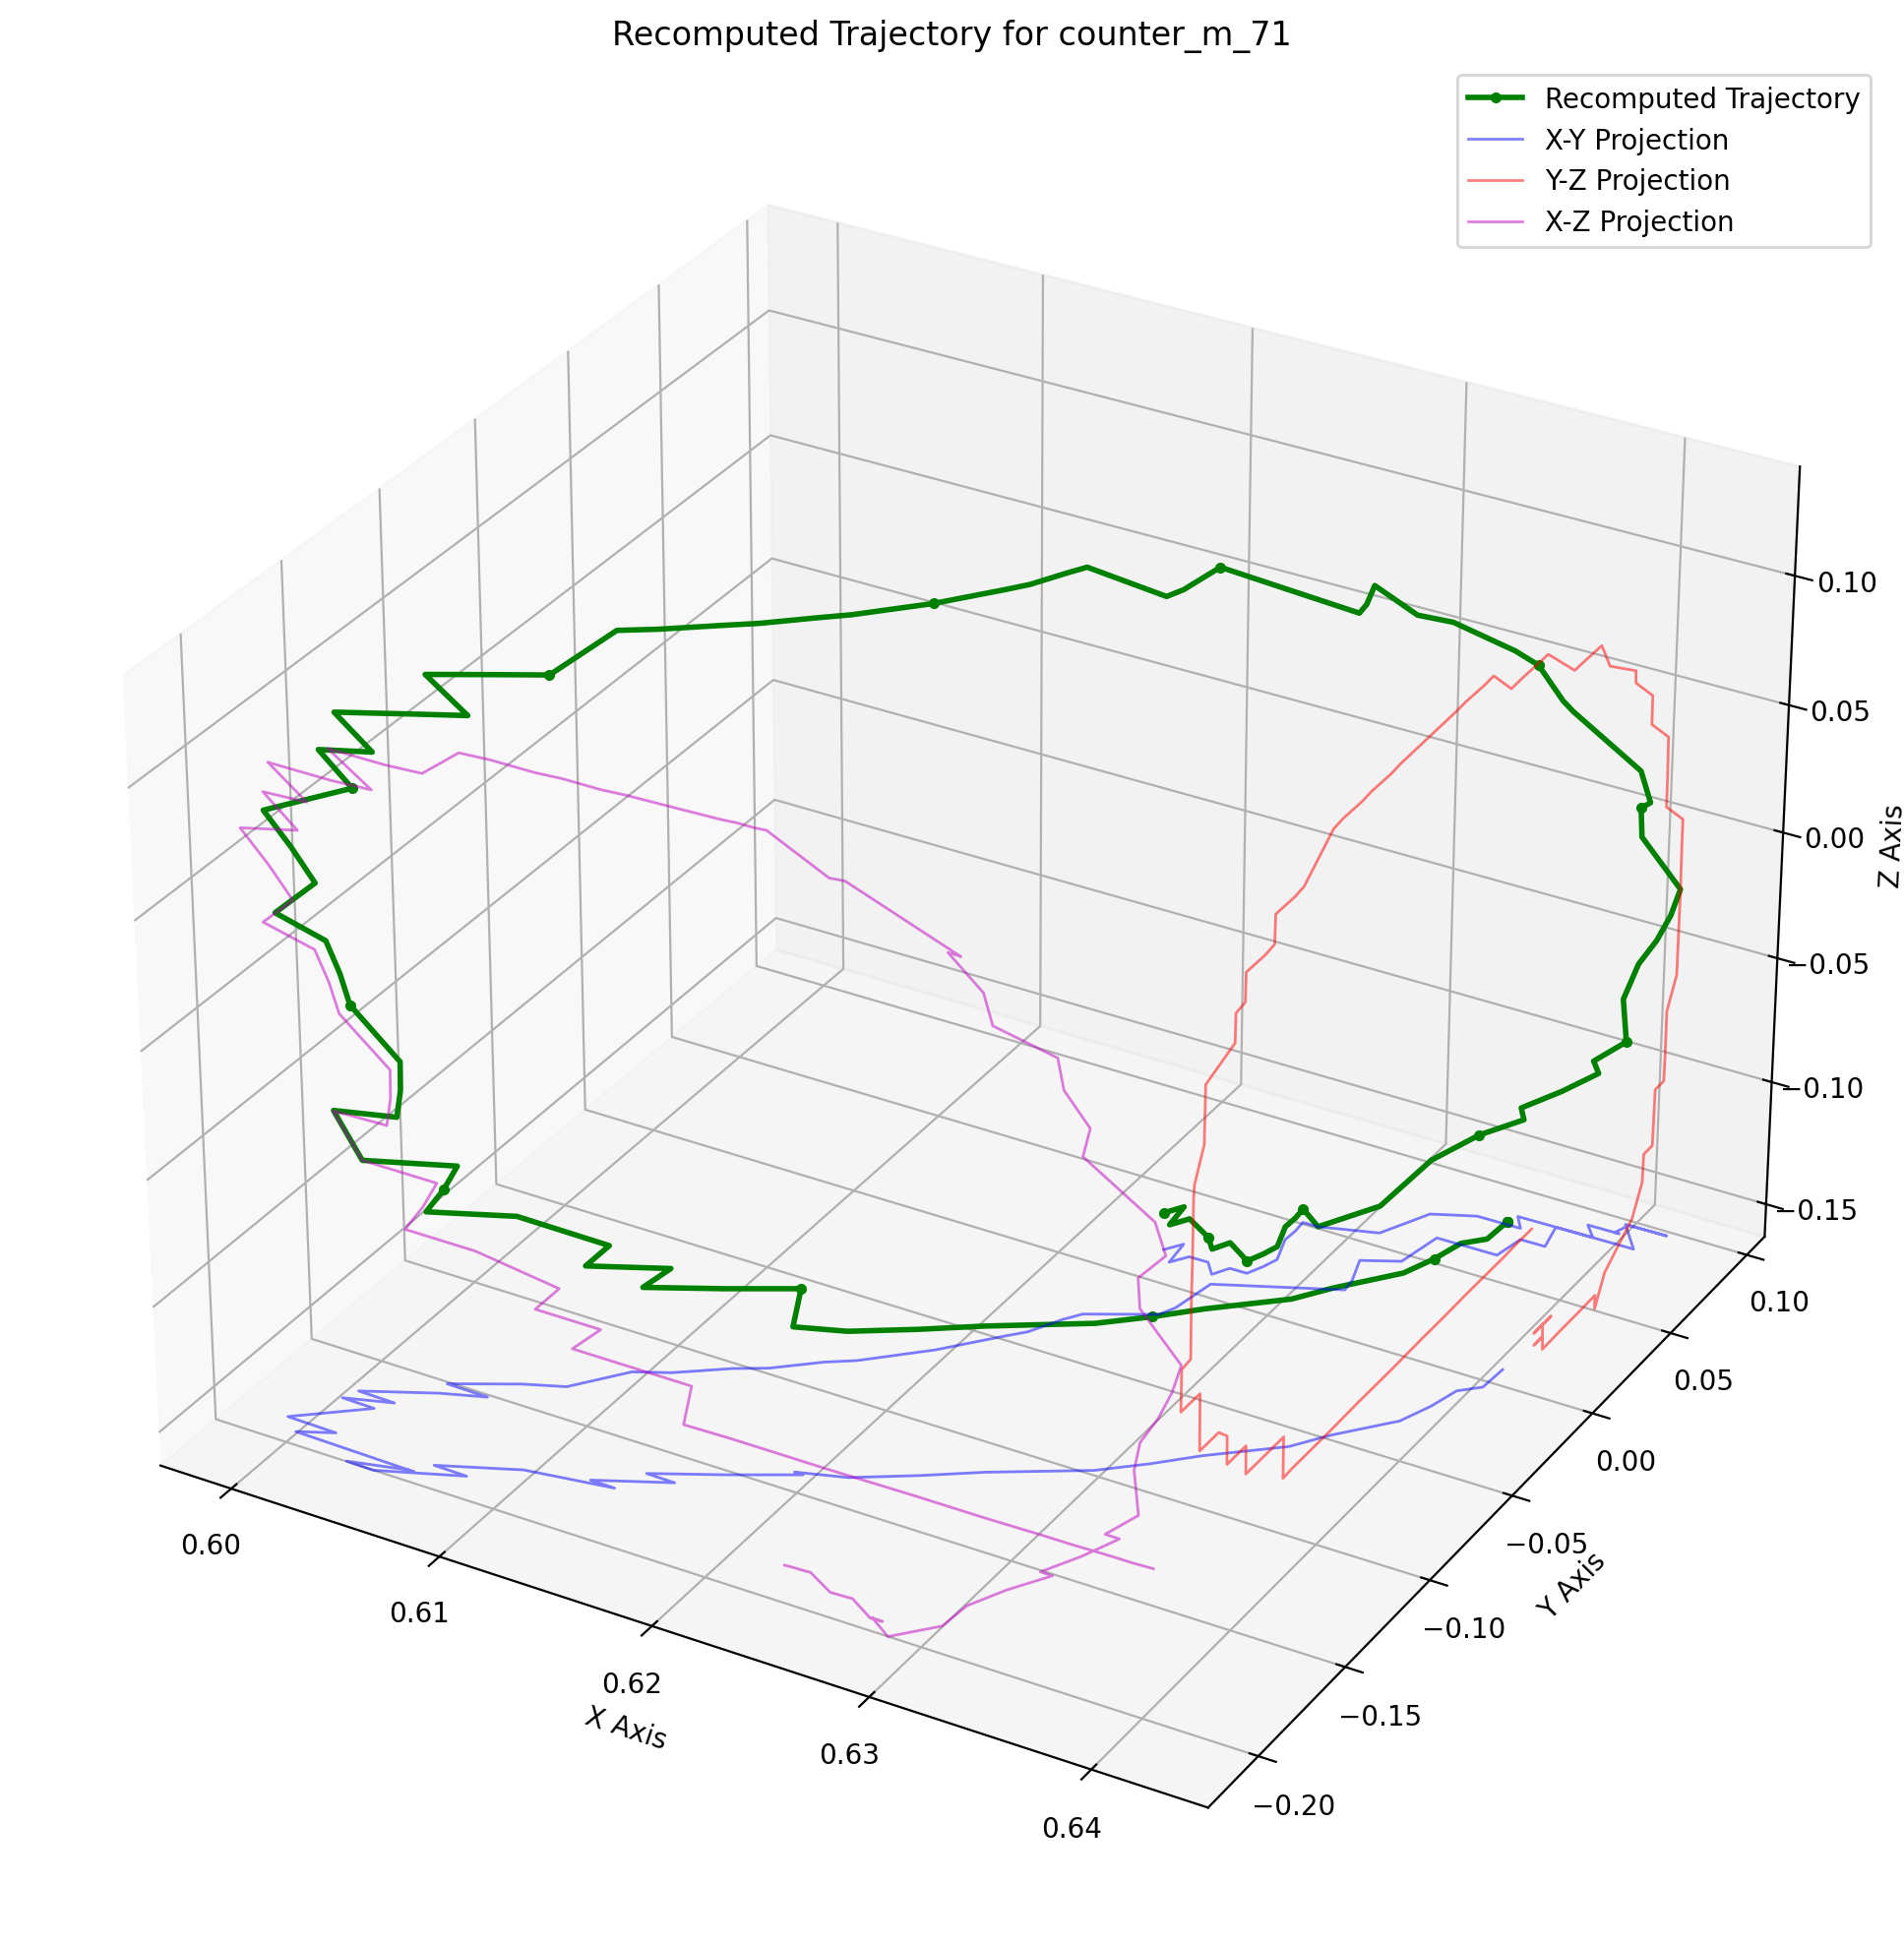 Recomputed Trajectory for counter_m_71
Recomputed Trajectory
X-Y Projection
Y-Z Projection
X-Z Projection
0.10
0.05
0.00
−0.05
−0.10
−0.15
Z Axis
0.10
0.05
0.00
−0.05
−0.10
−0.15
−0.20
Y Axis
0.60
0.61
0.62
0.63
0.64
X Axis